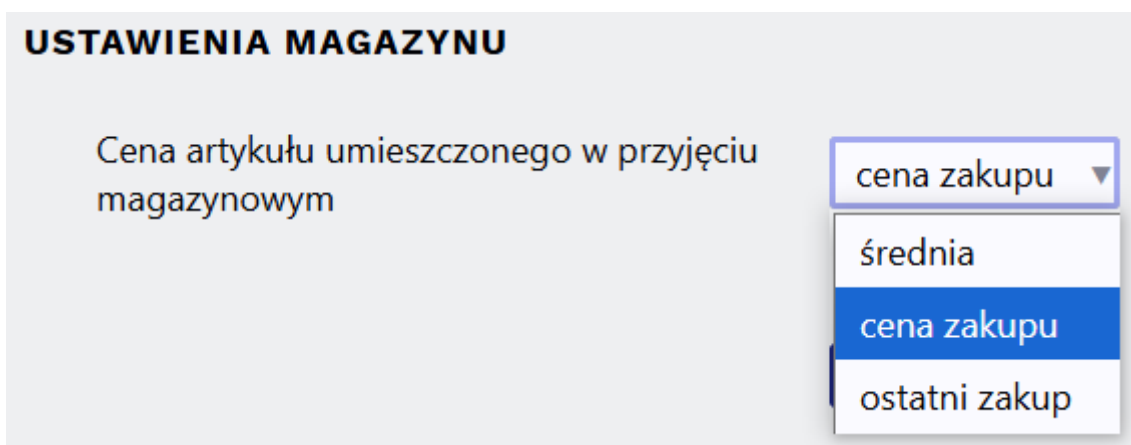 USTAWIENIA MAGAZYNU
Cena artykułu umieszczonego w przyjęciu
magazynowym
cena zakupu
średnia
cena zakupu
ostatni zakup